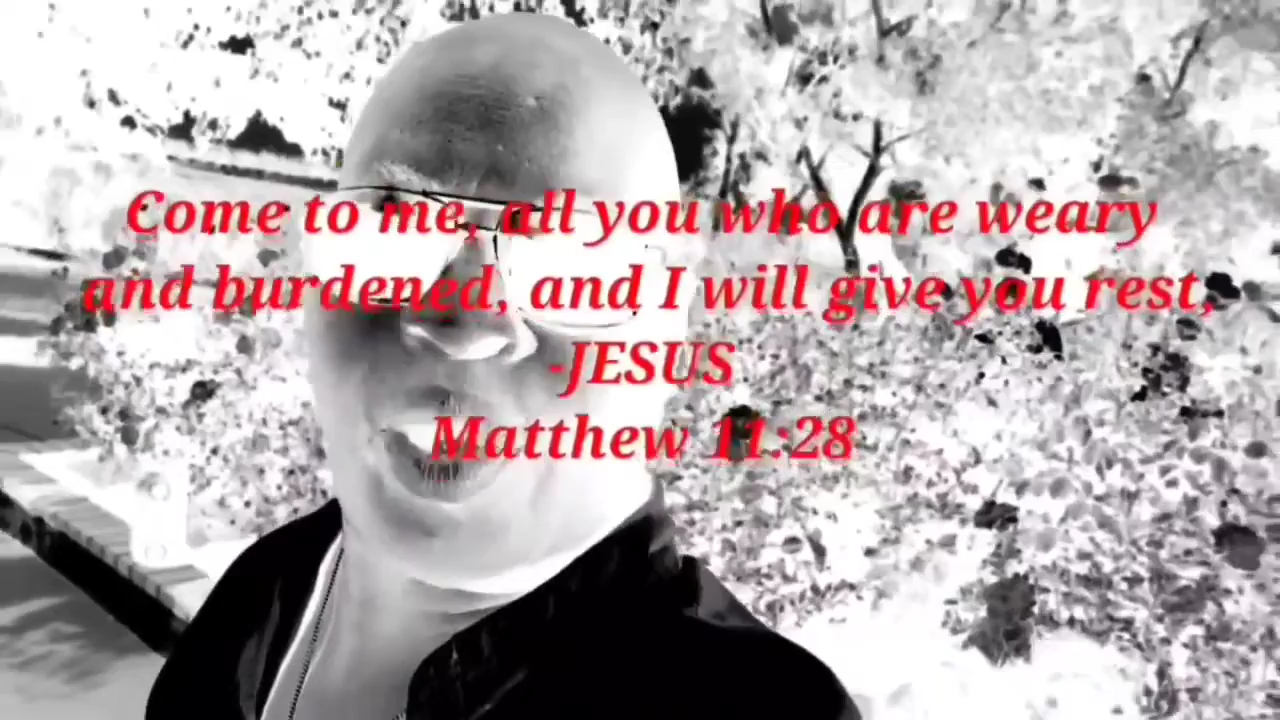 Come to me, all you who are weary
and burdened, and I will give you rest,
-JESUS
Matthew 11:28